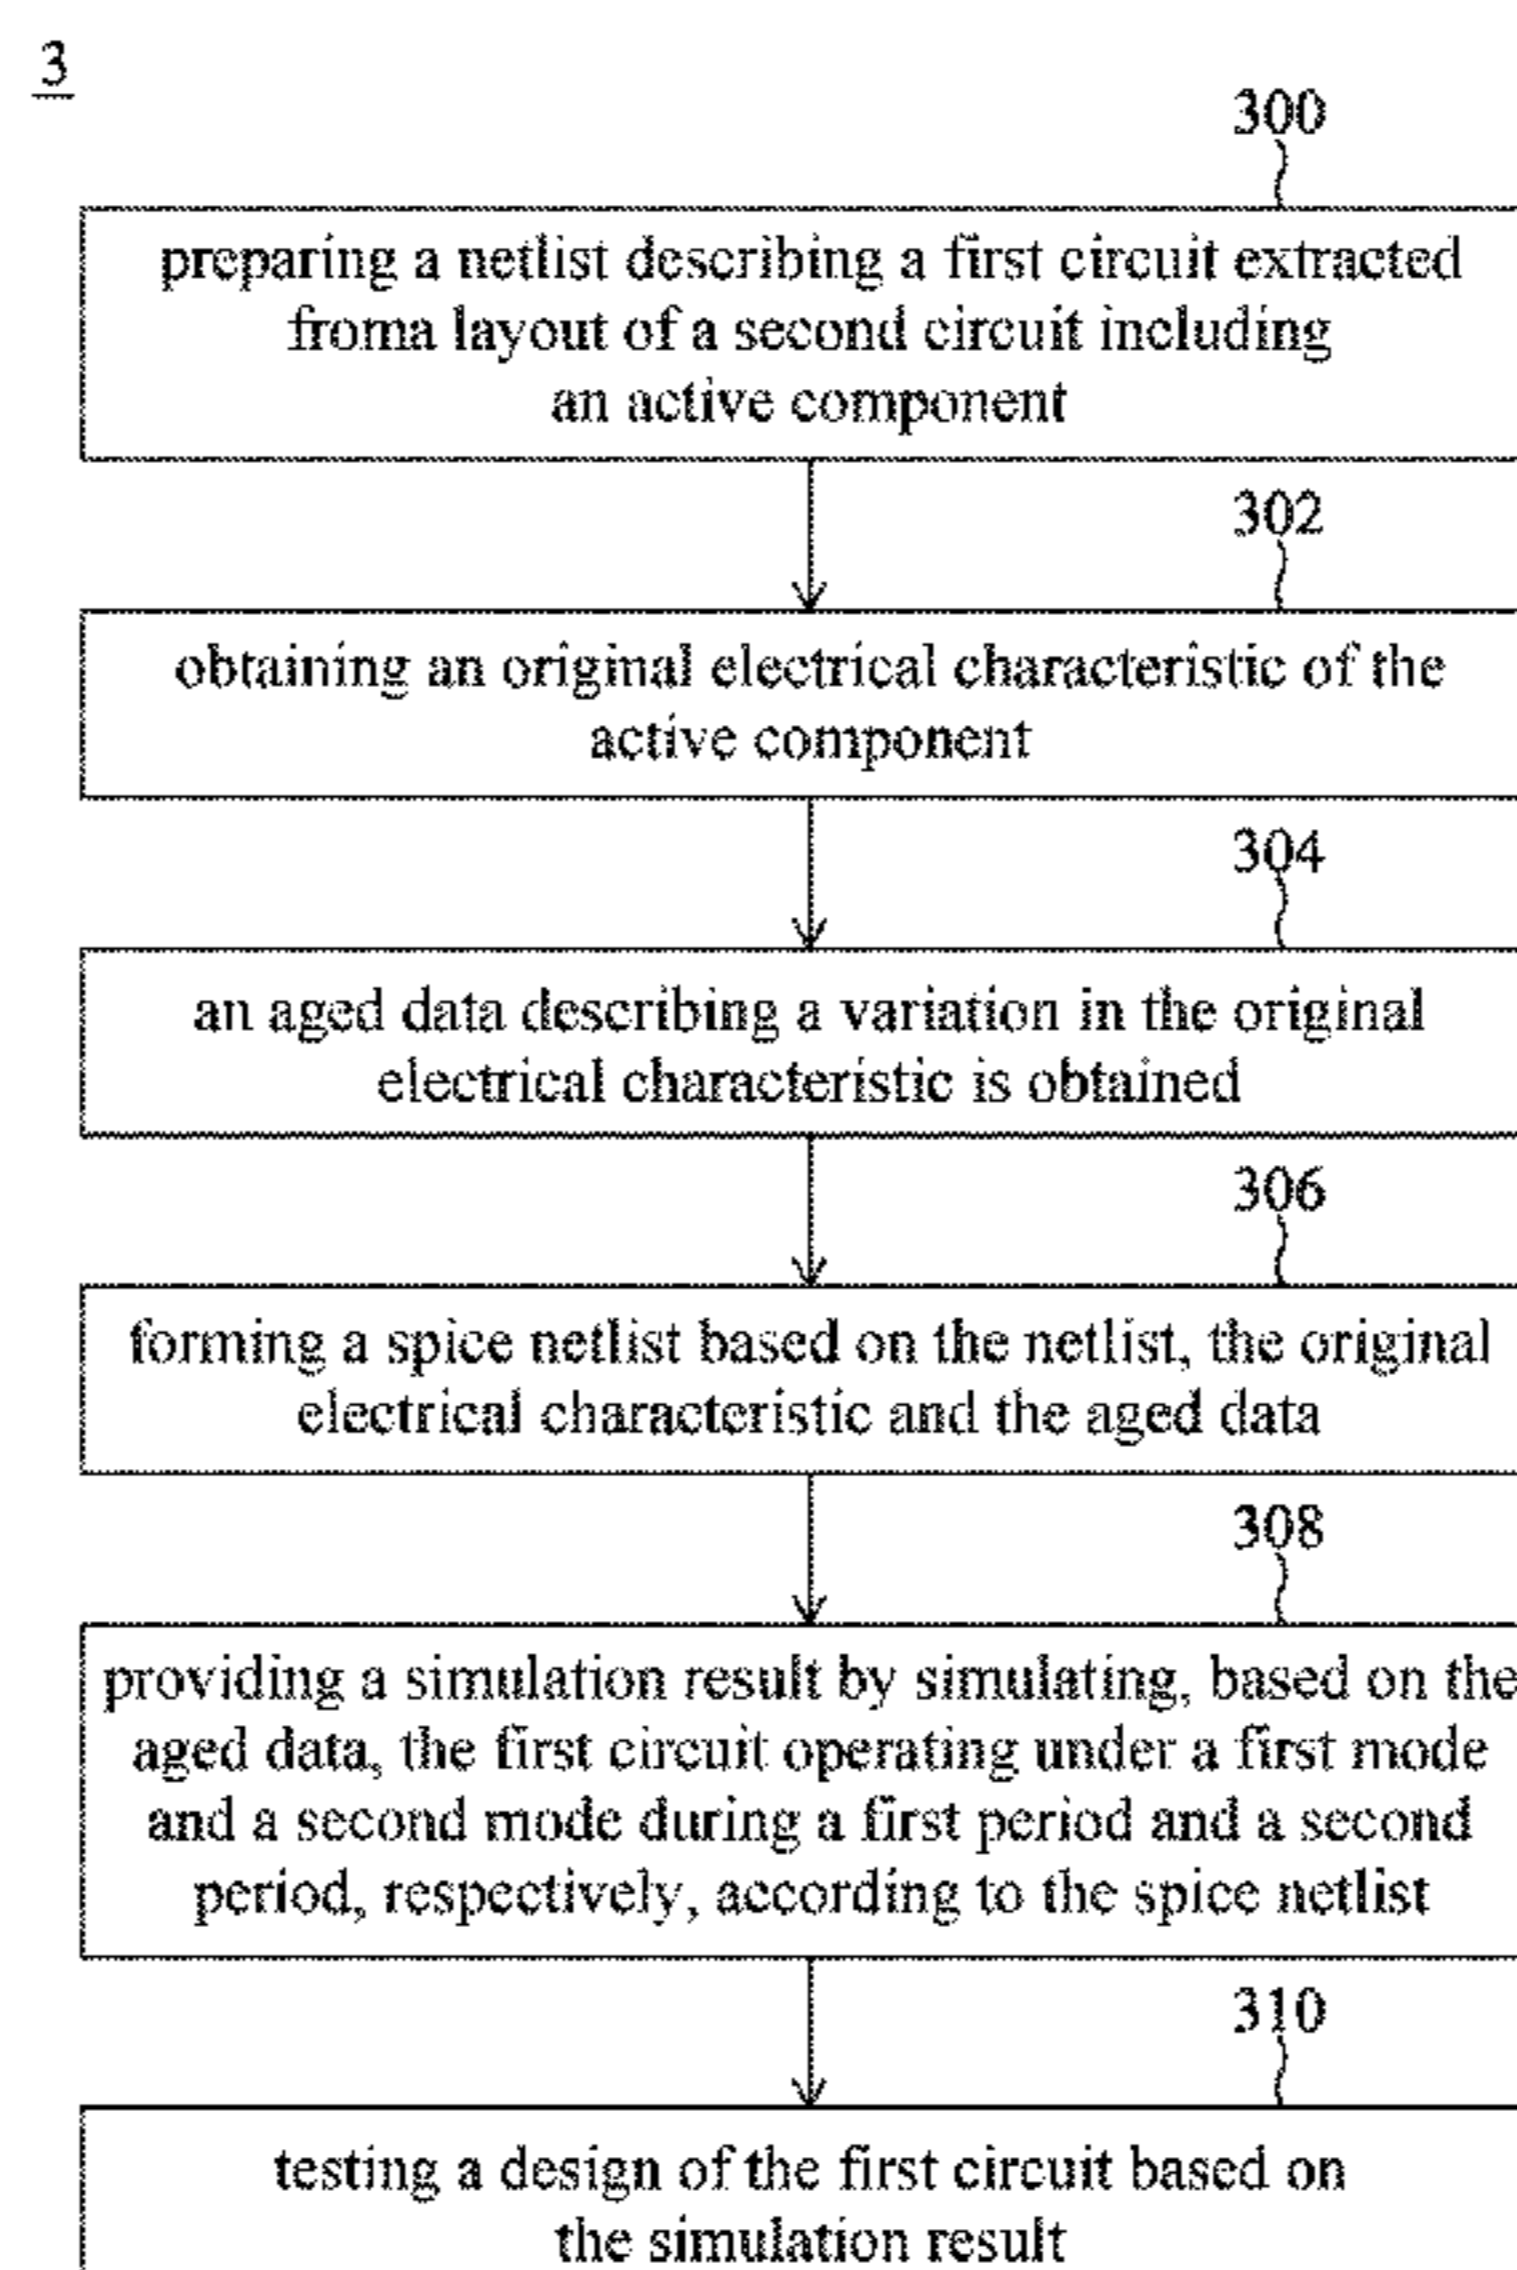 3
300
preparing a netlist describing a first circuit extracted
froma layout of a second circuit including
an active component
302
obtaining an original electrical characteristic of the
active component
304
an aged data describing a variation in the original
electrical characteristic is obtained
306
forming a spice netlist based on the netlist, the original
electrical characteristic and the aged data
308
providing a simulation result by simulating, based on the
aged data, the first circuit operating under a first mode
and a second mode during a first period and a second
period, respectively, according to the spice netlist
310
testing a design of the first circuit based on
the simulation result